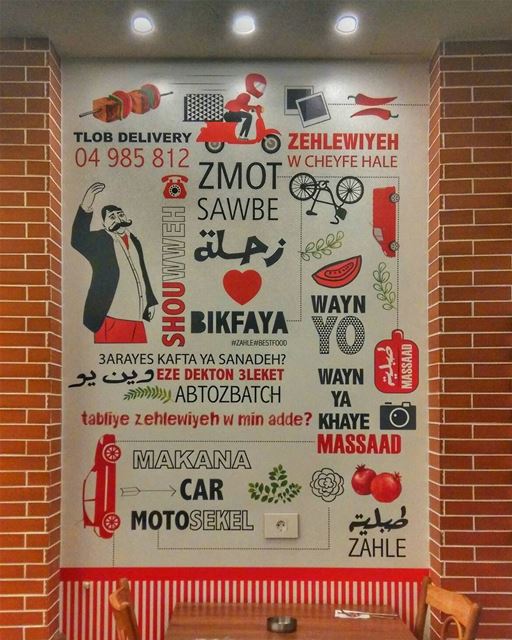 TLOB DELIVERY
04 985 812
ZEHLEWIYEH
W CHEYFE HALE
ZMOT
SAWBE
زحلة
SHOUWWEH
BIKFAYA
#ZAHLE#BESTFOOD
WAYN
YO
3ARAYES KAFTA YA SANADEH?
وين يو
EZE DEKTON 3LEKET
ABTOZBATCH
tabliye zehlewiyeh w min adde?
WAYN
YA
KHAYE
MASSAAD
طبلية
MASSAAD
MAKANA
CAR
MOTOSEKEL
طبلية
ZAHLE